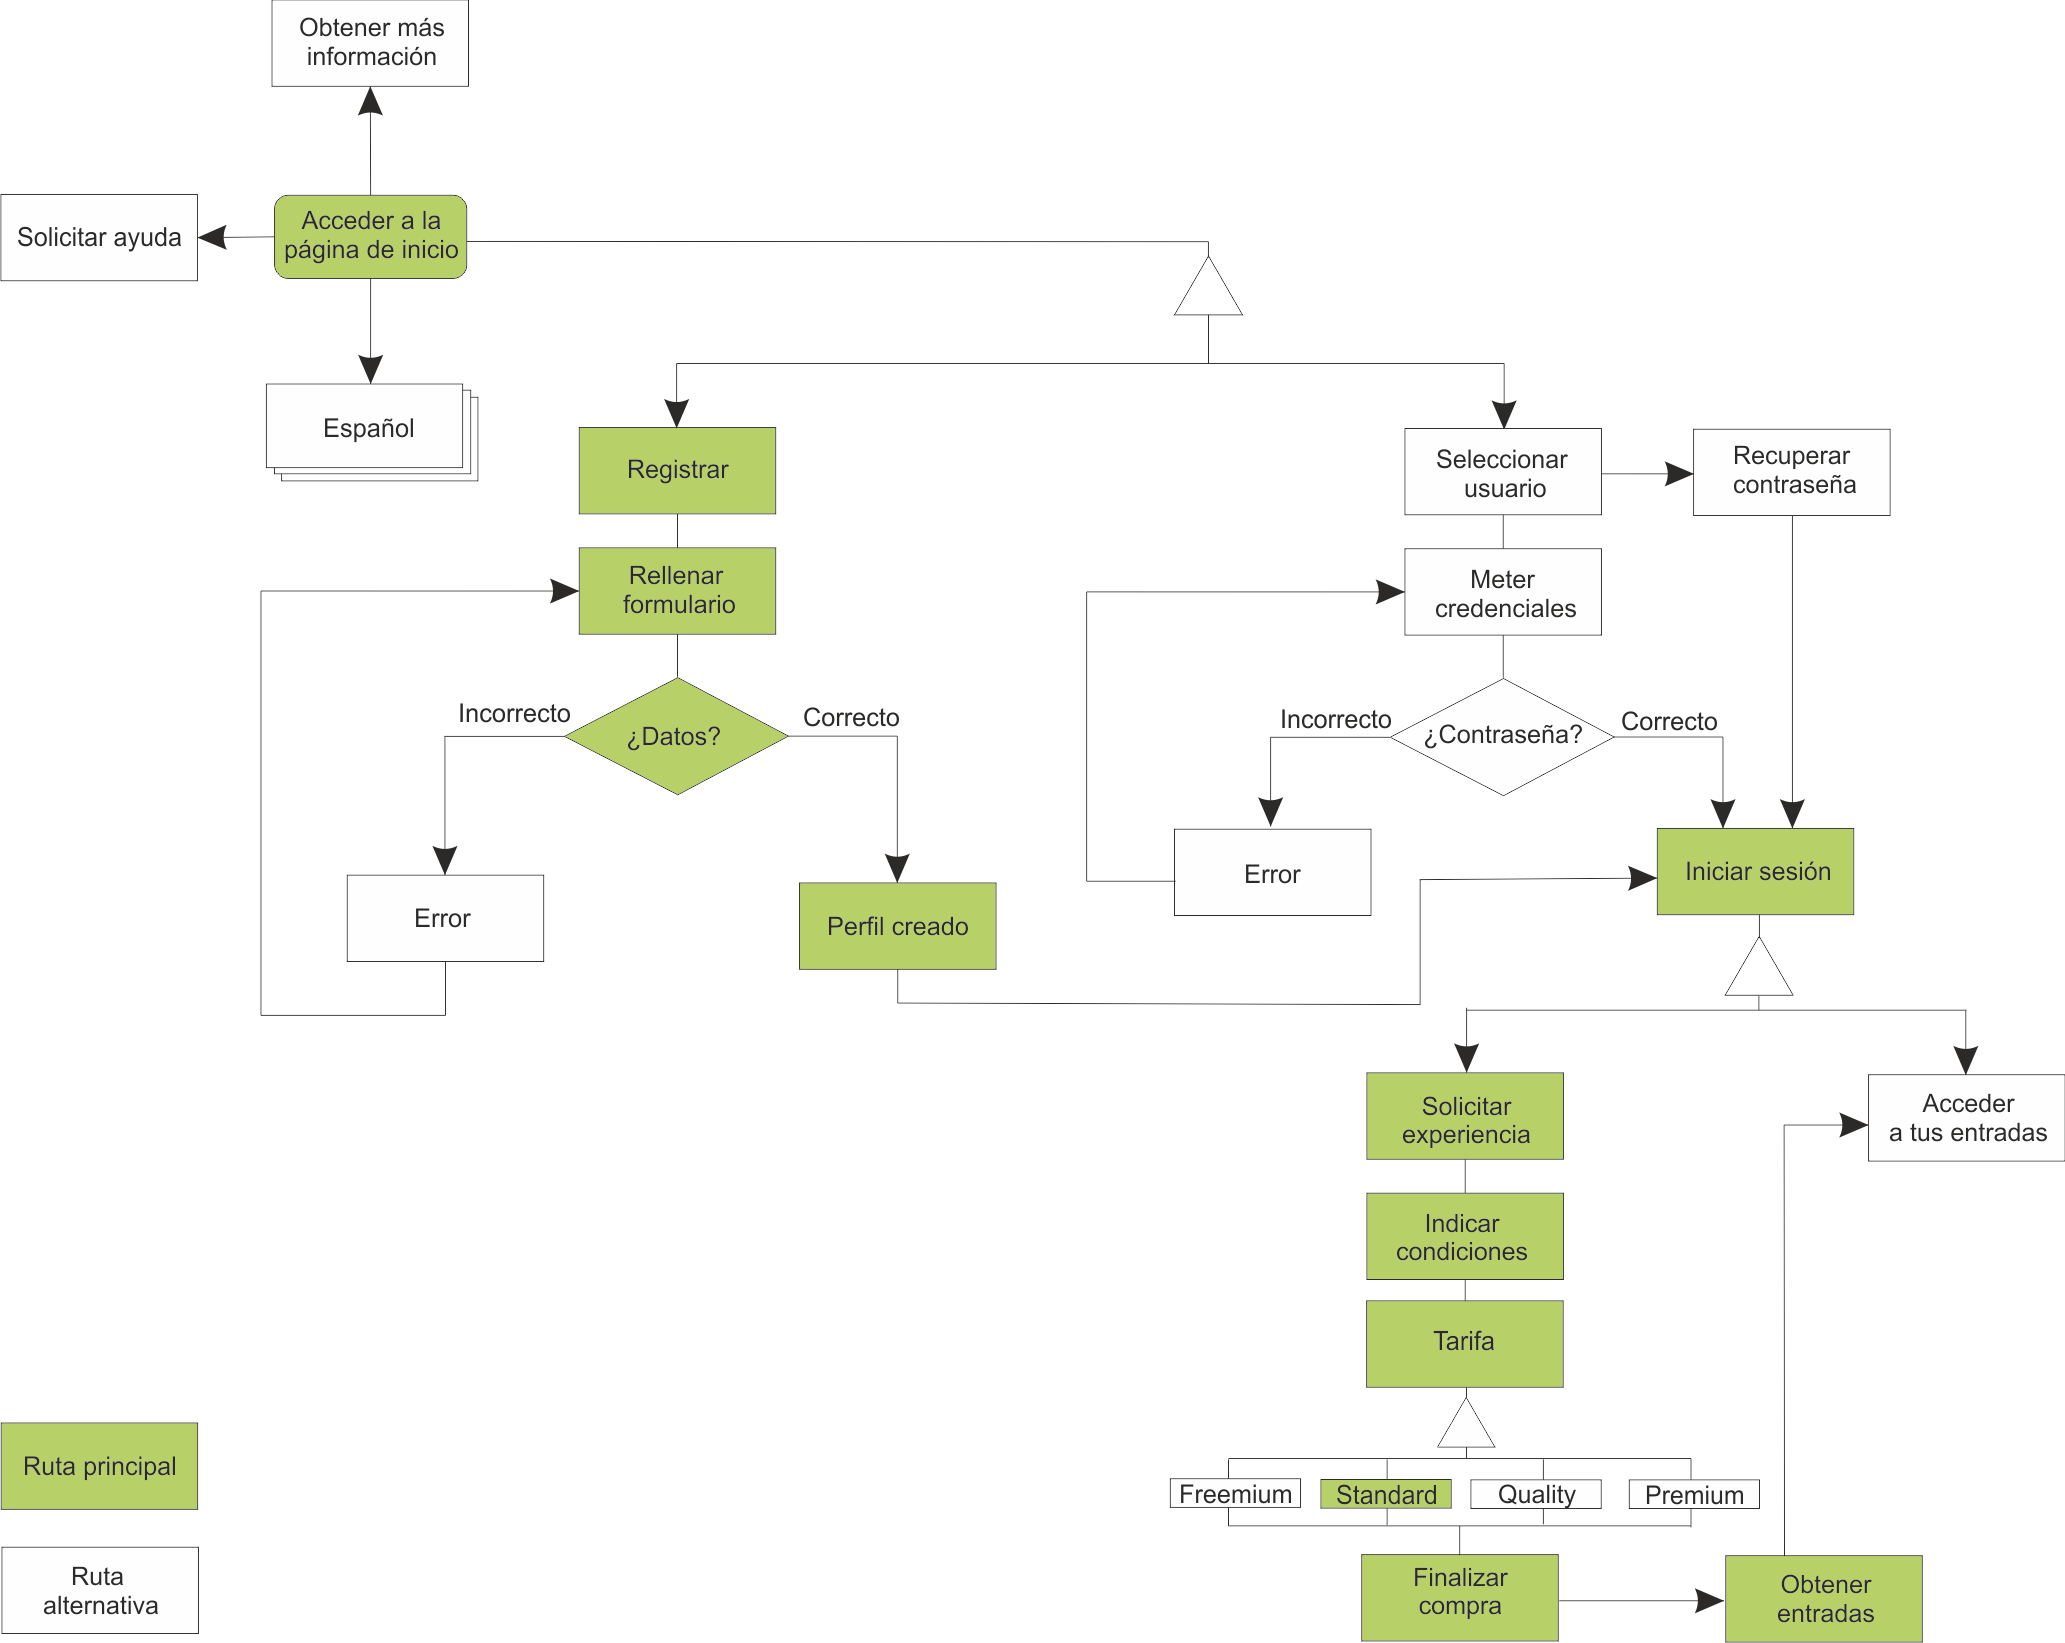 Obtener más
información
Solicitar ayuda
Acceder a la
página de inicio
Español
Registrar
Seleccionar
usuario
Recuperar
contraseña
Rellenar
formulario
Meter
credenciales
Incorrecto
¿Datos?
Correcto
Incorrecto
¿Contraseña?
Correcto
Error
Perfil creado
Error
Iniciar sesión
Solicitar
experiencia
Acceder
a tus entradas
Indicar
condiciones
Tarifa
Freemium
Standard
Quality
Premium
Finalizar
compra
Obtener
entradas
Ruta principal
Ruta
alternativa